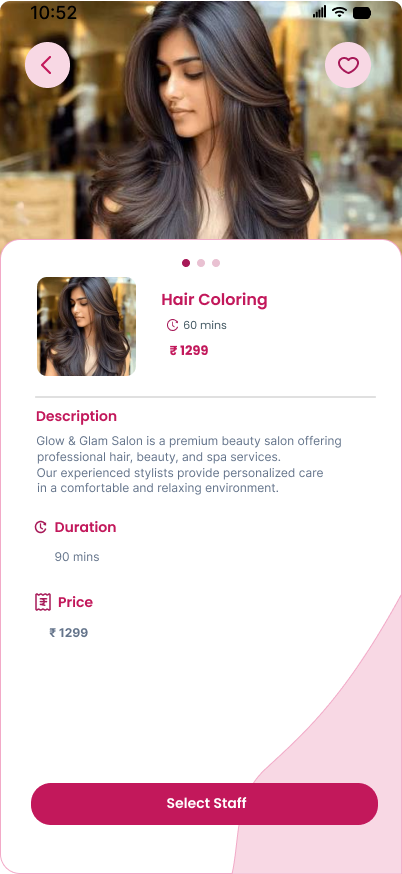 10:52
Hair Coloring
60 mins
₹ 1299
Description
Glow & Glam Salon is a premium beauty salon offering
professional hair, beauty, and spa services.
Our experienced stylists provide personalized care
in a comfortable and relaxing environment.
Duration
90 mins
Price
₹ 1299
Select Staff